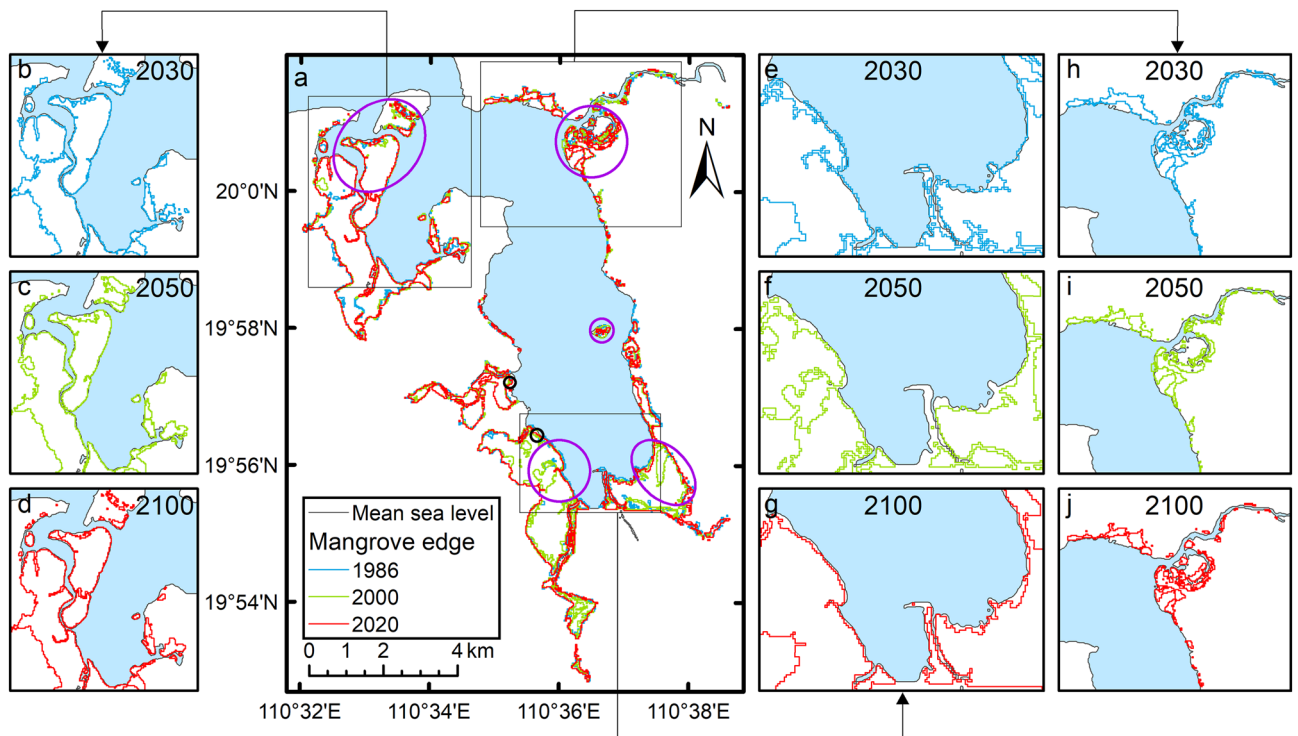 b 2030
c 2050
d 2100
a
N
20°0'N
19°58'N
19°56'N
19°54'N
110°32'E 110°34'E 110°36'E 110°38'E
Mean sea level
Mangrove edge
1986
2000
2020
0 1 2 4 km
e 2030
f 2050
g 2100
h 2030
i 2050
j 2100